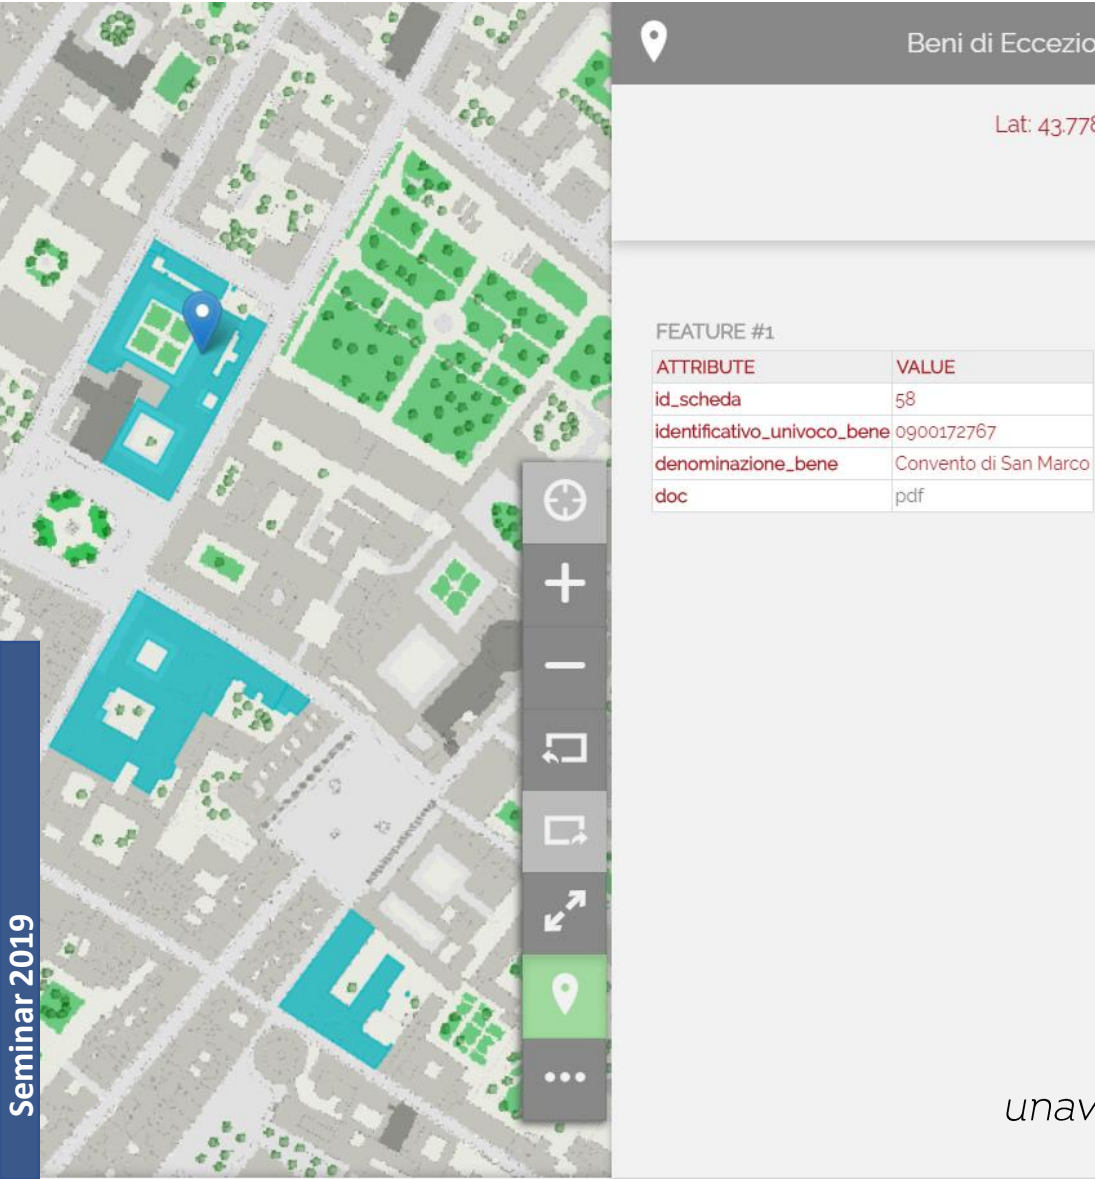 Beni di Eccezio
Lat: 43.778
FEATURE #1
ATTRIBUTE VALUE
id_scheda 58
identificativo_univoco_bene 0900172767
denominazione_bene Convento di San Marco
doc pdf
Seminar 2019
unav